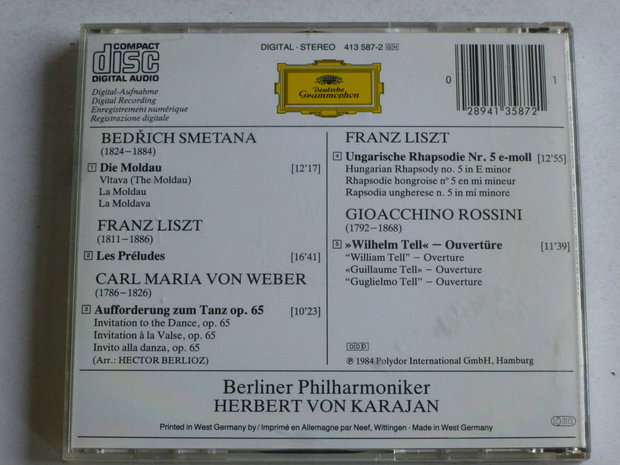 COMPACT
disc
DIGITAL AUDIO
DIGITAL · STEREO 413 587-2 GH
Deutsche
Grammophon
0 28941 35872 1
Digital-Aufnahme
Digital Recording
Enregistrement numérique
Registrazione digitale
BEDŘICH SMETANA
(1824–1884)
1 Die Moldau [12'17]
Vltava (The Moldau)
La Moldau
La Moldava
FRANZ LISZT
(1811–1886)
2 Les Préludes [16'41]
CARL MARIA VON WEBER
(1786–1826)
3 Aufforderung zum Tanz op. 65 [10'23]
Invitation to the Dance, op. 65
Invitation à la Valse, op. 65
Invito alla danza, op. 65
(Arr.: HECTOR BERLIOZ)
FRANZ LISZT
4 Ungarische Rhapsodie Nr. 5 e-moll [12'55]
Hungarian Rhapsody no. 5 in E minor
Rhapsodie hongroise n° 5 en mi mineur
Rapsodia ungherese n. 5 in mi minore
GIOACCHINO ROSSINI
(1792–1868)
5 »Wilhelm Tell« – Ouvertüre [11'39]
“William Tell” – Overture
«Guillaume Tell» – Ouverture
“Guglielmo Tell” – Ouverture
DDD
℗ 1984 Polydor International GmbH, Hamburg
Berliner Philharmoniker
HERBERT VON KARAJAN
Printed in West Germany by / Imprimé en Allemagne par Neef, Wittingen · Made in West Germany